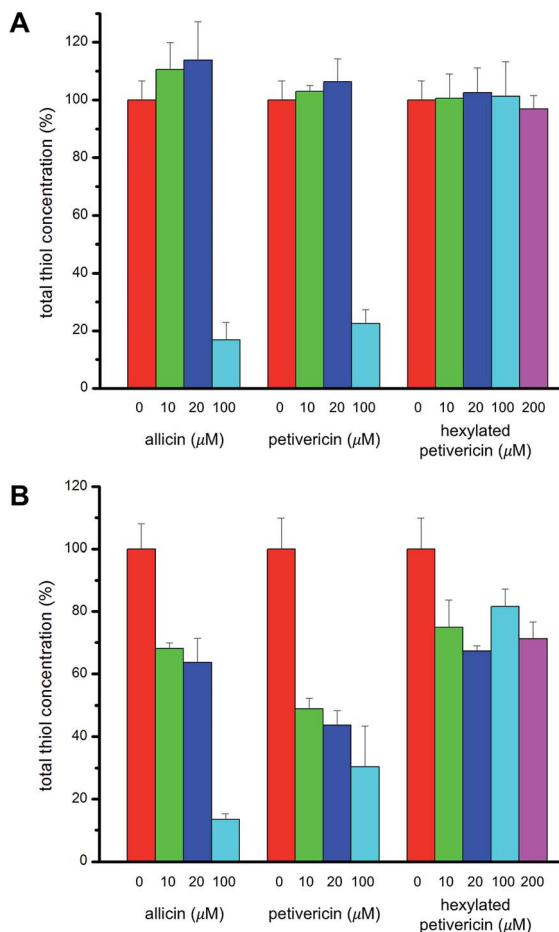 A
total thiol concentration (%)
120
100
80
60
40
20
0
0 10 20 100 0 10 20 100 0 10 20 100 200
allicin (µM) petivericin (µM) hexylated
petivericin (µM)
B
total thiol concentration (%)
120
100
80
60
40
20
0
0 10 20 100 0 10 20 100 0 10 20 100 200
allicin (µM) petivericin (µM) hexylated
petivericin (µM)